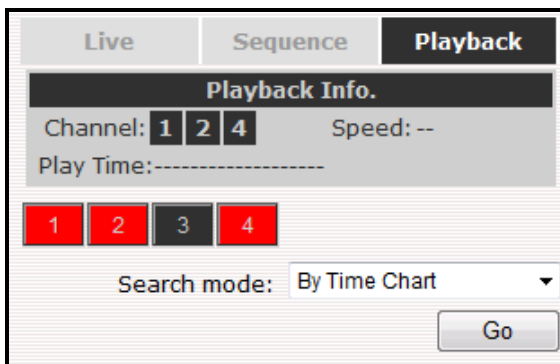 Live Sequence Playback
Playback Info.
Channel: 1 2 4 Speed: --
Play Time:-------------------
1 2 3 4
Search mode: By Time Chart
Go